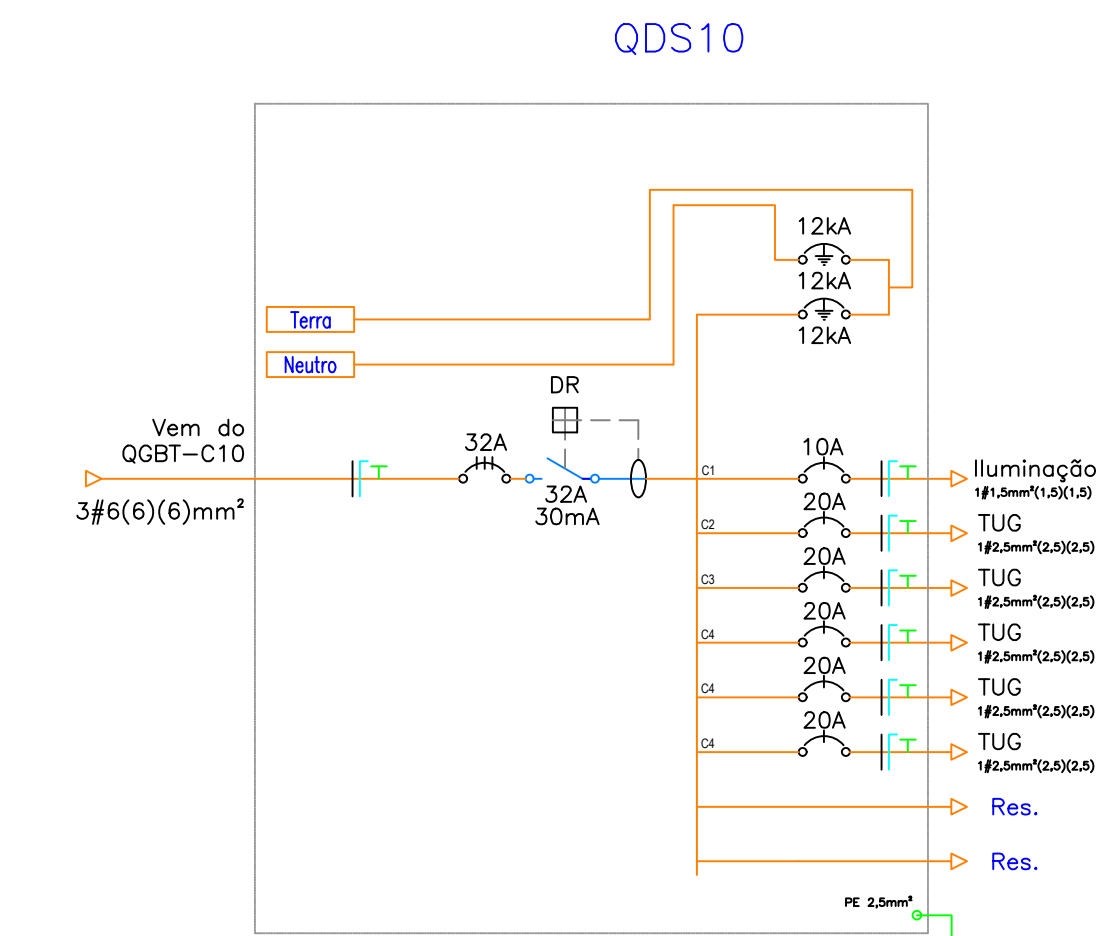 QDS10
12kA
12kA
12kA
Terra
Neutro
DR
Vem do
QGBT-C10
3#6(6)(6)mm²
32A
32A
30mA
C1
10A
Iluminação
1#1,5mm²(1,5)(1,5)
C2
20A
TUG
1#2,5mm²(2,5)(2,5)
C3
20A
TUG
1#2,5mm²(2,5)(2,5)
C4
20A
TUG
1#2,5mm²(2,5)(2,5)
C4
20A
TUG
1#2,5mm²(2,5)(2,5)
C4
20A
TUG
1#2,5mm²(2,5)(2,5)
Res.
Res.
PE 2,5mm²